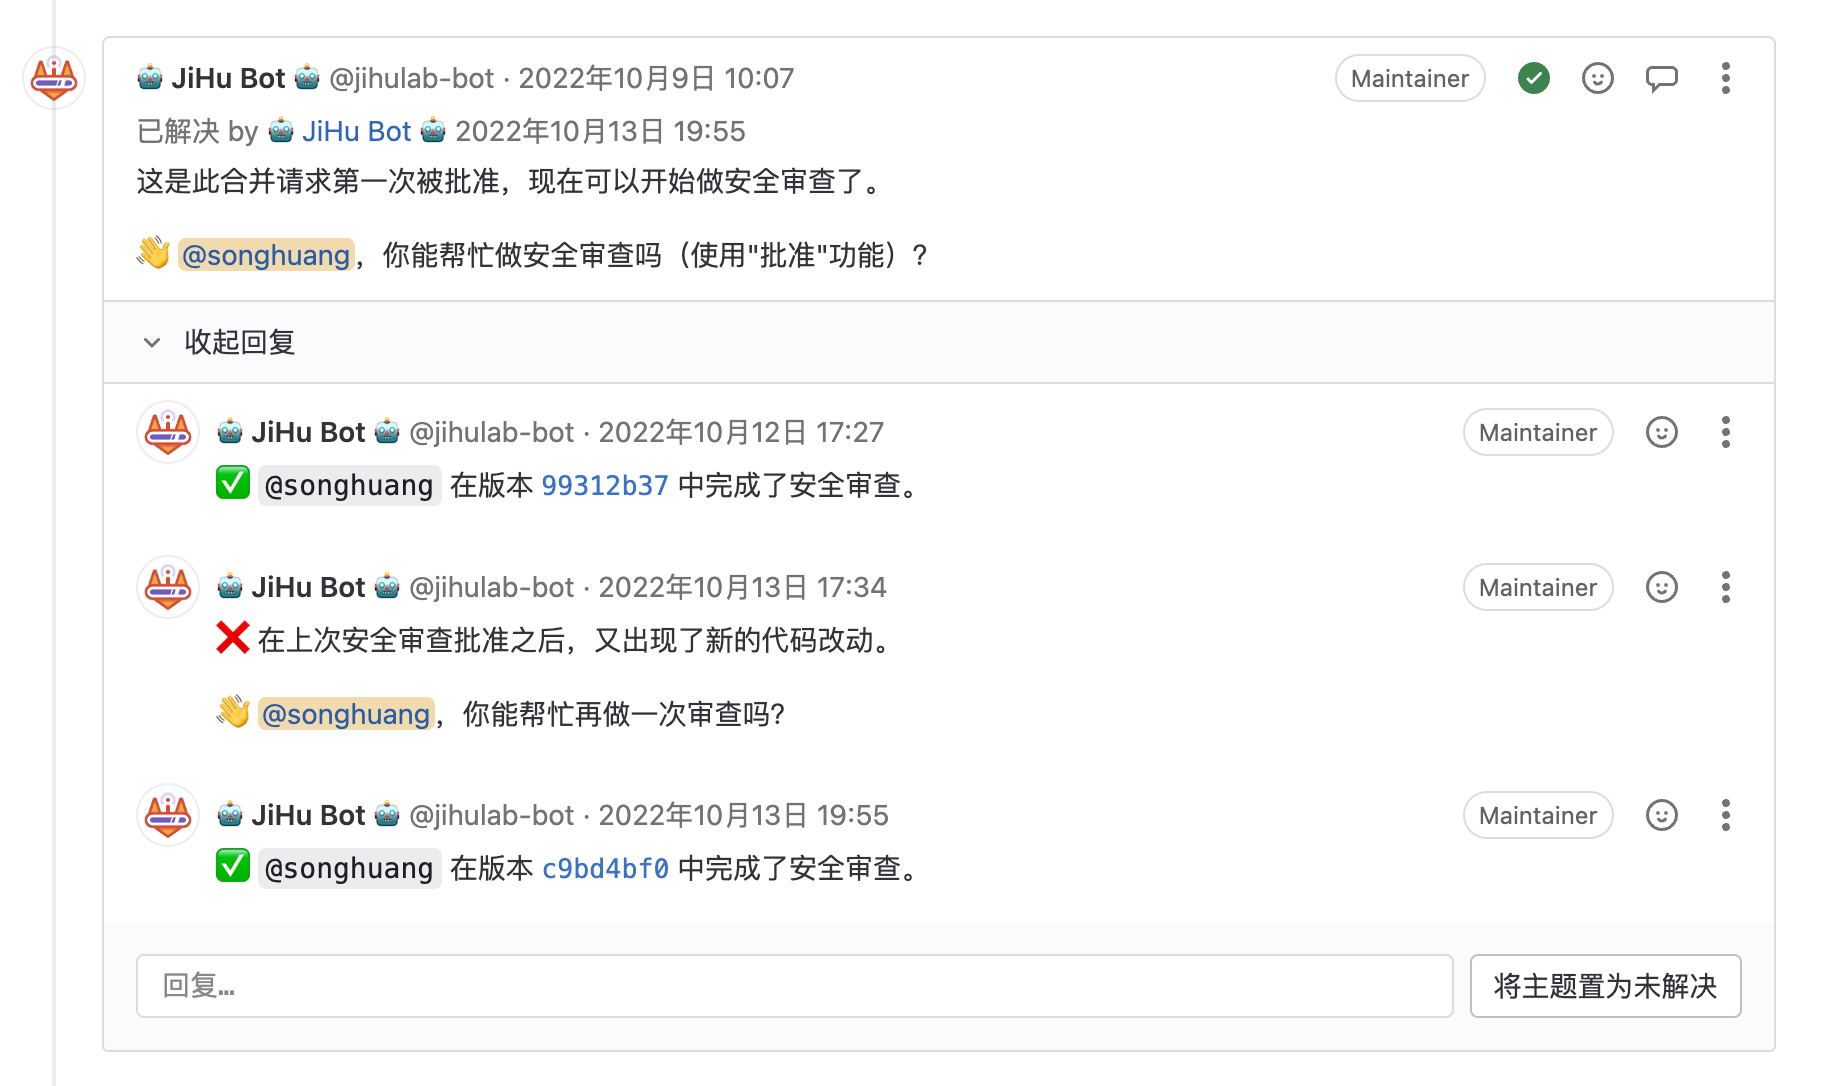 🤖 JiHu Bot 🤖 @jihulab-bot · 2022年10月9日 10:07 Maintainer
已解决 by 🤖 JiHu Bot 🤖 2022年10月13日 19:55
这是此合并请求第一次被批准，现在可以开始做安全审查了。
👋 @songhuang，你能帮忙做安全审查吗（使用"批准"功能）?
收起回复
🤖 JiHu Bot 🤖 @jihulab-bot · 2022年10月12日 17:27 Maintainer
✅ @songhuang 在版本 99312b37 中完成了安全审查。
🤖 JiHu Bot 🤖 @jihulab-bot · 2022年10月13日 17:34 Maintainer
❌ 在上次安全审查批准之后，又出现了新的代码改动。
👋 @songhuang，你能帮忙再做一次审查吗?
🤖 JiHu Bot 🤖 @jihulab-bot · 2022年10月13日 19:55 Maintainer
✅ @songhuang 在版本 c9bd4bf0 中完成了安全审查。
回复… 将主题置为未解决